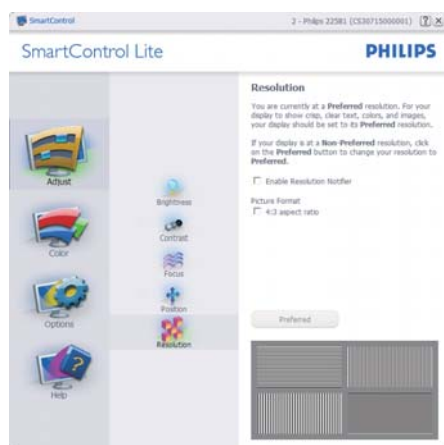 SmartControl
2 - Philips 225B1 (CS30715000001)
SmartControl Lite
PHILIPS
Adjust
Color
Options
Help
Brightness
Contrast
Focus
Position
Resolution
Resolution
You are currently at a Preferred resolution. For your
display to show crisp, clear text, colors, and images,
your display should be set to its Preferred resolution.
If your display is at a Non-Preferred resolution, click
on the Preferred button to change your resolution to
Preferred.
Enable Resolution Notifier
Picture Format
4:3 aspect ratio
Preferred